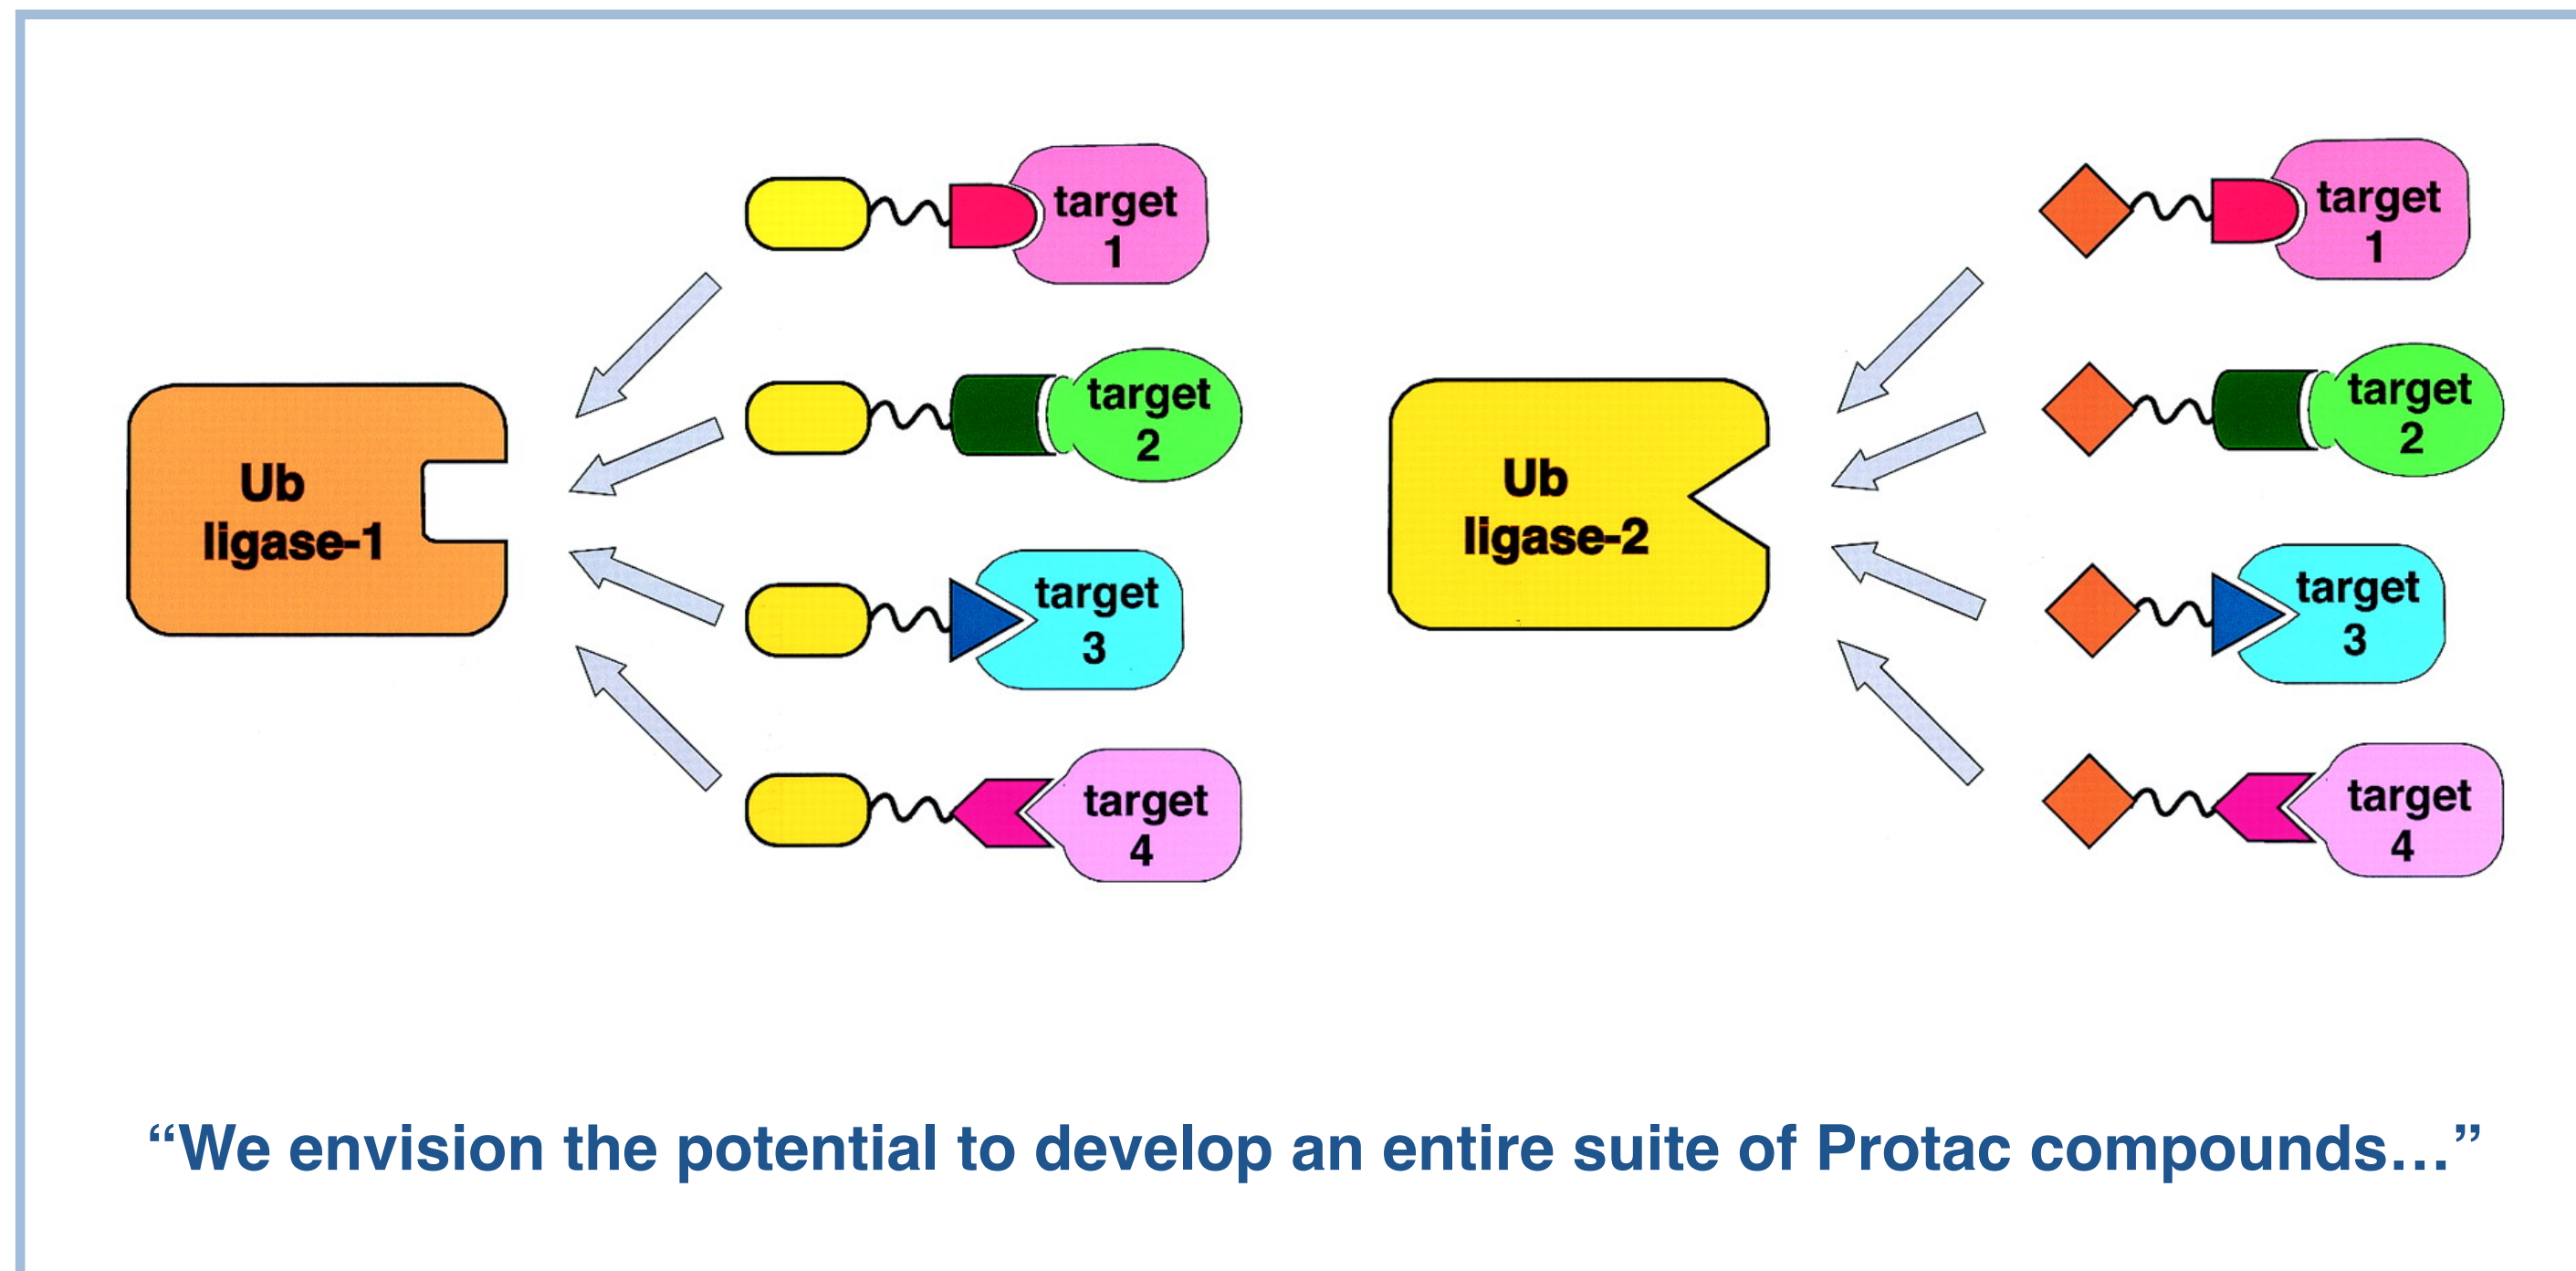 Ub
ligase-1
target
1
target
2
target
3
target
4
Ub
ligase-2
target
1
target
2
target
3
target
4
“We envision the potential to develop an entire suite of Protac compounds…”